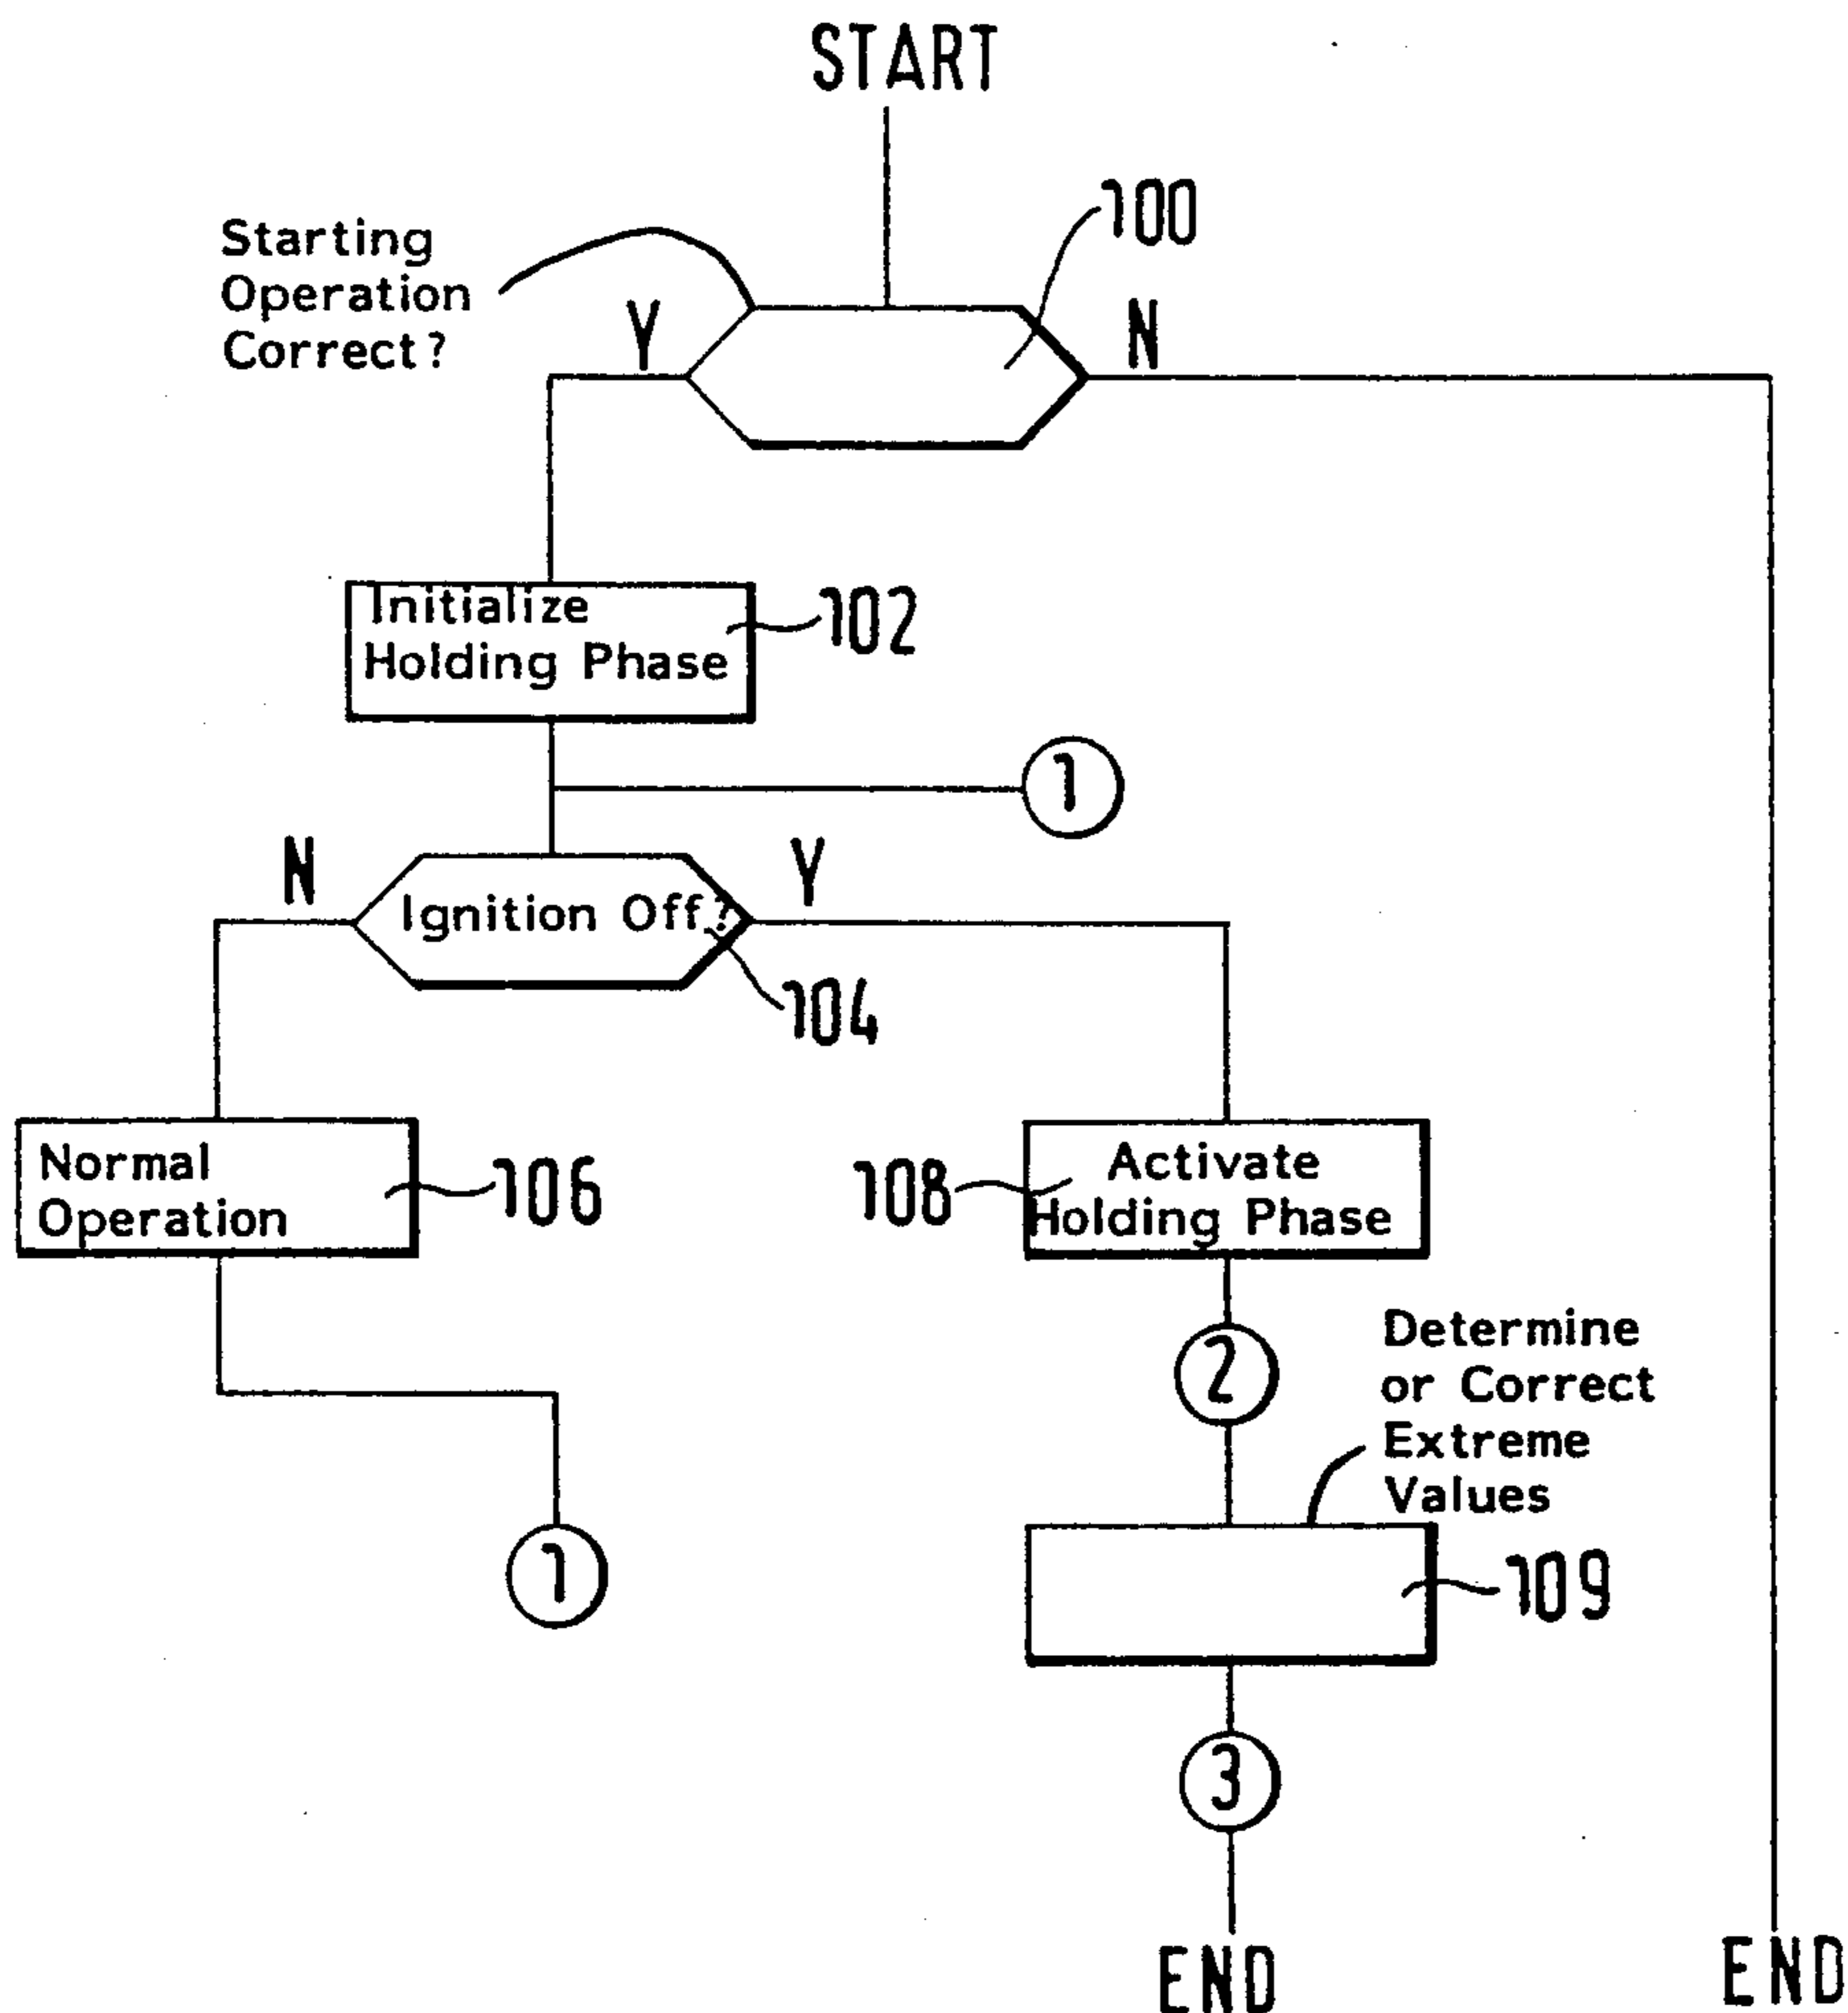 START
100
Starting
Operation
Correct?
Y
N
Initialize
Holding Phase
102
1
N
Y
Ignition Off?
104
Normal
Operation
106
108
Activate
Holding Phase
2
Determine
or Correct
Extreme
Values
1
109
3
END
END